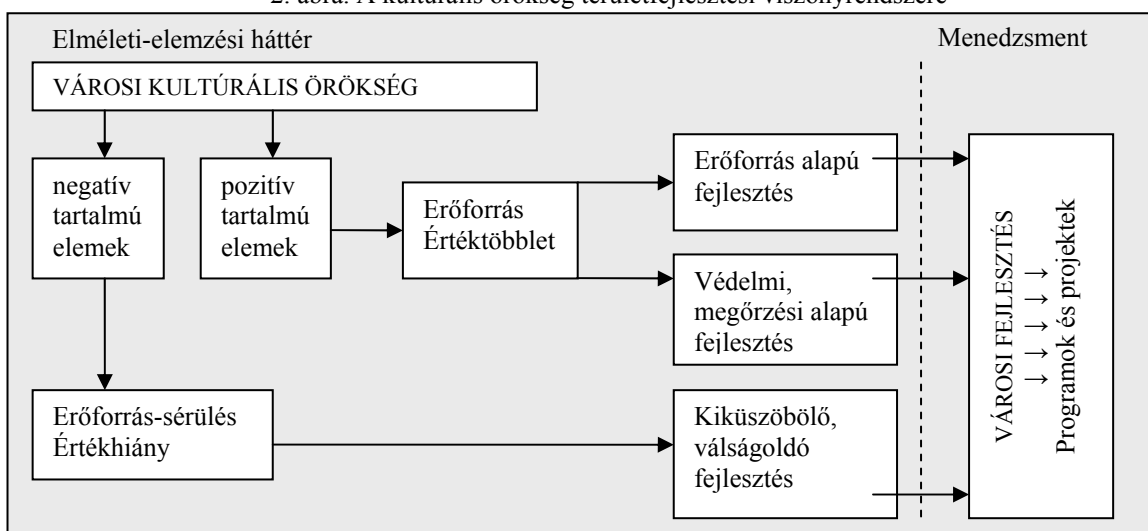 2. ábra: A kulturális örökség területfejlesztési viszonyrendszere
Elméleti-elemzési háttér
Menedzsment
VÁROSI KULTÚRÁLIS ÖRÖKSÉG
negatív
tartalmú
elemek
pozitív
tartalmú
elemek
Erőforrás
Értéktöbblet
Erőforrás alapú
fejlesztés
Védelmi,
megőrzési alapú
fejlesztés
Erőforrás-sérülés
Értékhiány
Kiküszöbölő,
válságoldó
fejlesztés
VÁROSI FEJLESZTÉS
→ → → → →
Programok és projektek